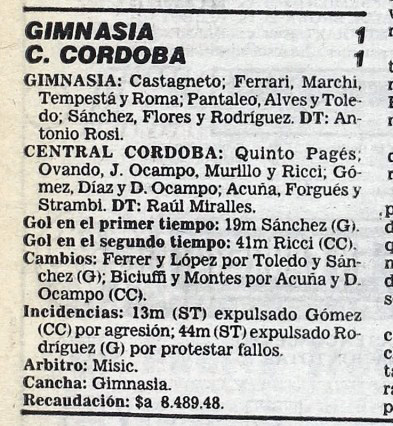 GIMNASIA 1
C. CORDOBA 1
GIMNASIA: Castagneto; Ferrari, Marchi,
Tempestá y Roma; Pantaleo, Alves y Tole-
do; Sánchez, Flores y Rodríguez. DT: An-
tonio Rosi.
CENTRAL CORDOBA: Quinto Pagés;
Ovando, J. Ocampo, Murillo y Ricci; Gó-
mez, Díaz y D. Ocampo; Acuña, Forgués y
Strambi. DT: Raúl Miralles.
Gol en el primer tiempo: 19m Sánchez (G).
Gol en el segundo tiempo: 41m Ricci (CC).
Cambios: Ferrer y López por Toledo y Sán-
chez (G); Biciuffi y Montes por Acuña y D.
Ocampo (CC).
Incidencias: 13m (ST) expulsado Gómez
(CC) por agresión; 44m (ST) expulsado Ro-
dríguez (G) por protestar fallos.
Arbitro: Misic.
Cancha: Gimnasia.
Recaudación: $a 8.489.48.